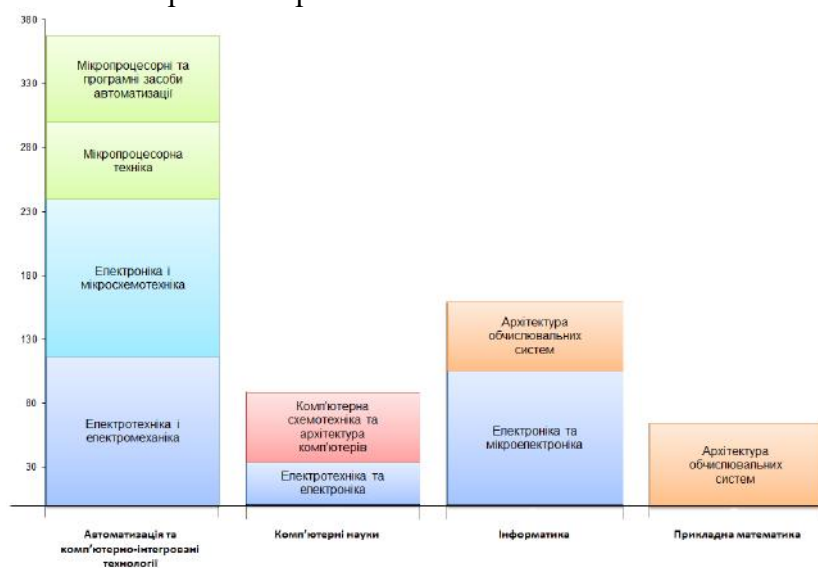 380
330
280
230
180
130
80
30
Мікропроцесорні та
програмні засоби
автоматизації
Мікропроцесорна
техніка
Електроніка і
мікросхемотехніка
Електротехніка і
електромеханіка
Комп'ютерна
схемотехніка та
архітектура
комп'ютерів
Електротехніка та
електроніка
Архітектура
обчислювальних
систем
Електроніка та
мікроелектроніка
Архітектура
обчислювальних
систем
Автоматизація та
комп'ютерно-інтегровані
технології
Комп'ютерні науки
Інформатика
Прикладна математика